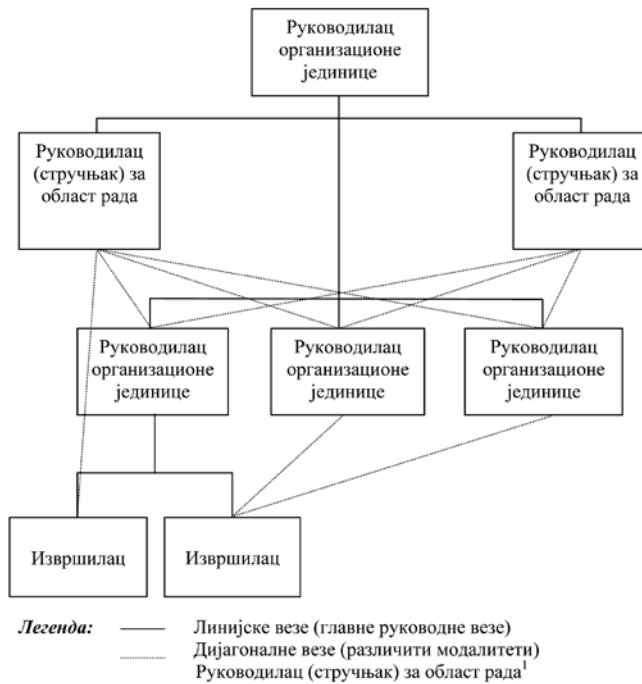 Руководилац
организационе
јединице
Руководилац
(стручњак) за
област рада
Руководилац
(стручњак) за
област рада
Руководилац
организационе
јединице
Руководилац
организационе
јединице
Руководилац
организационе
јединице
Извршилац
Извршилац
Легенда: Линијске везе (главне руководне везе)
Дијагоналне везе (различити модалитети)
Руководилац (стручњак) за област рада¹